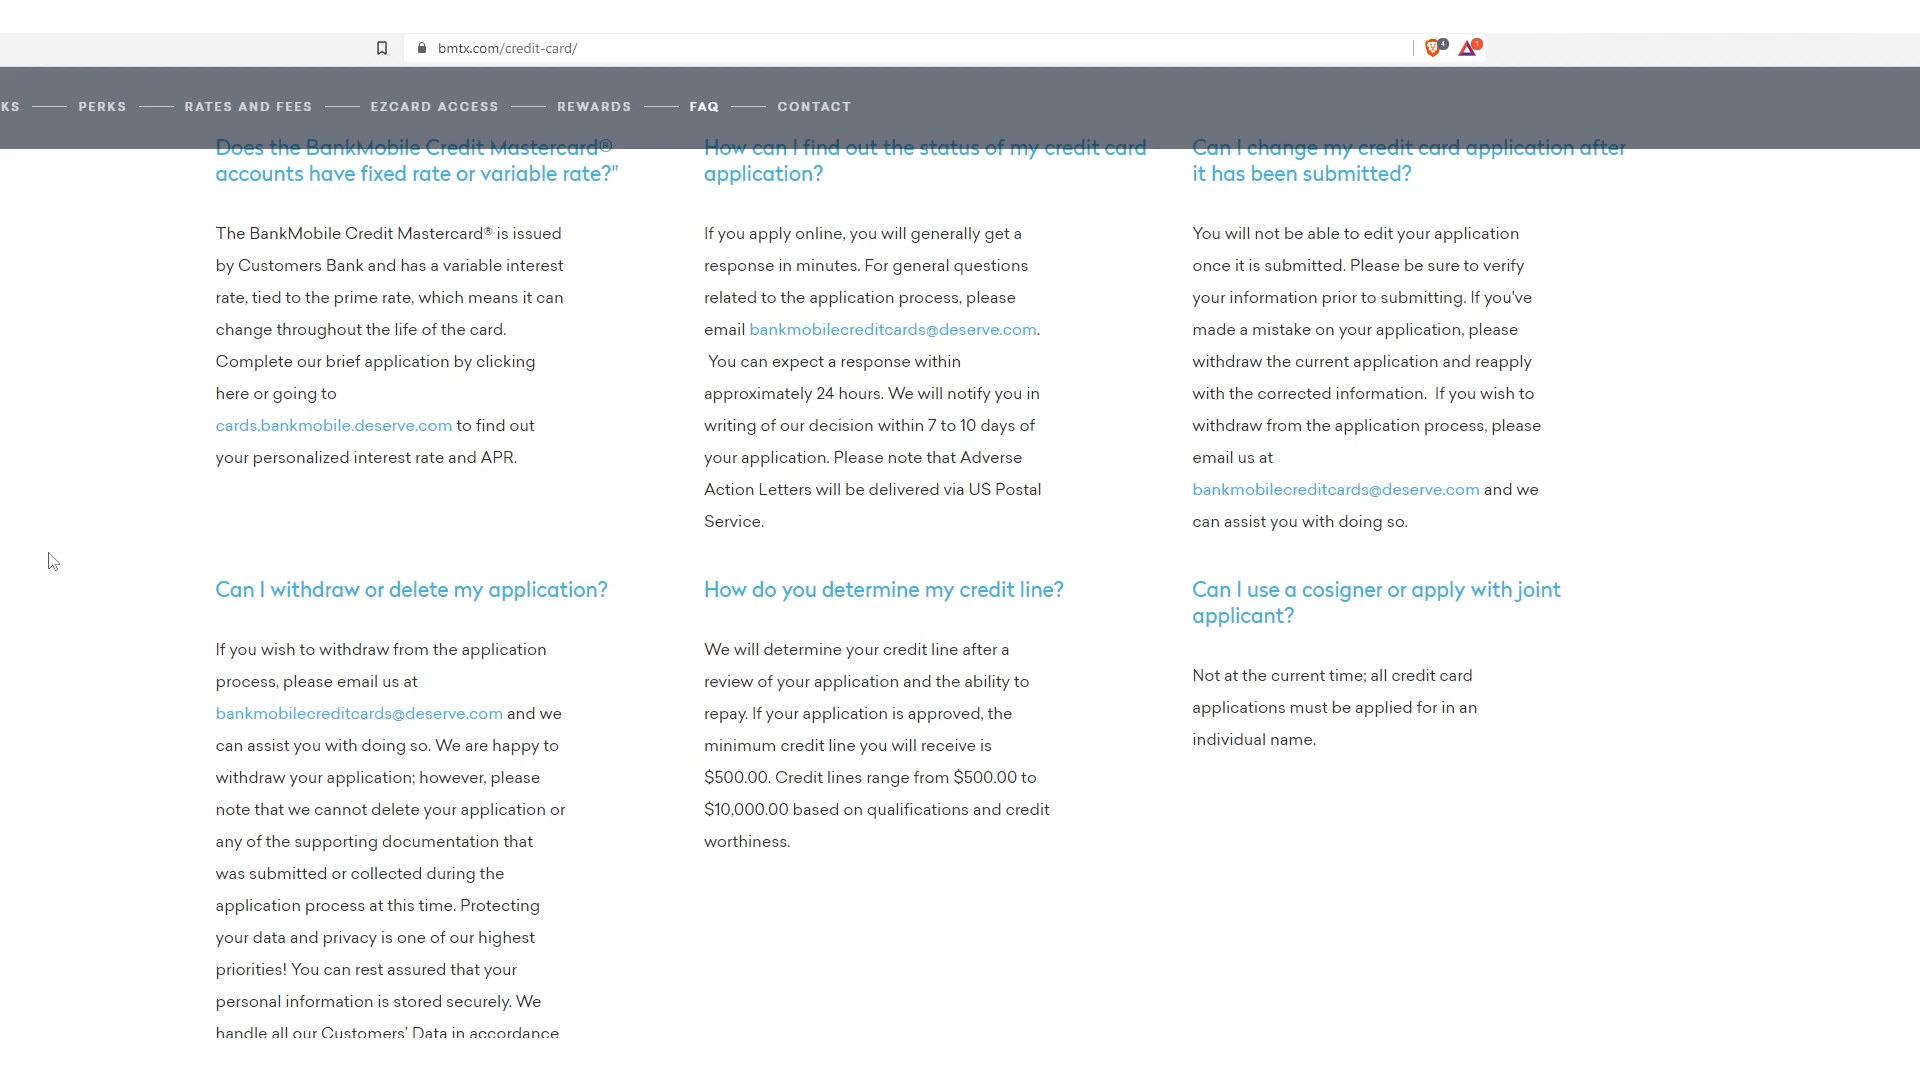 bmtx.com/credit-card/
4
1
KS
PERKS
RATES AND FEES
EZCARD ACCESS
REWARDS
FAQ
CONTACT
Does the BankMobile Credit Mastercard®
accounts have fixed rate or variable rate?"
The BankMobile Credit Mastercard® is issued
by Customers Bank and has a variable interest
rate, tied to the prime rate, which means it can
change throughout the life of the card.
Complete our brief application by clicking
here or going to
cards.bankmobile.deserve.com to find out
your personalized interest rate and APR.
How can I find out the status of my credit card
application?
If you apply online, you will generally get a
response in minutes. For general questions
related to the application process, please
email bankmobilecreditcards@deserve.com.
You can expect a response within
approximately 24 hours. We will notify you in
writing of our decision within 7 to 10 days of
your application. Please note that Adverse
Action Letters will be delivered via US Postal
Service.
Can I change my credit card application after
it has been submitted?
You will not be able to edit your application
once it is submitted. Please be sure to verify
your information prior to submitting. If you've
made a mistake on your application, please
withdraw the current application and reapply
with the corrected information.  If you wish to
withdraw from the application process, please
email us at
bankmobilecreditcards@deserve.com and we
can assist you with doing so.
Can I withdraw or delete my application?
If you wish to withdraw from the application
process, please email us at
bankmobilecreditcards@deserve.com and we
can assist you with doing so. We are happy to
withdraw your application; however, please
note that we cannot delete your application or
any of the supporting documentation that
was submitted or collected during the
application process at this time. Protecting
your data and privacy is one of our highest
priorities! You can rest assured that your
personal information is stored securely. We
handle all our Customers' Data in accordance
How do you determine my credit line?
We will determine your credit line after a
review of your application and the ability to
repay. If your application is approved, the
minimum credit line you will receive is
$500.00. Credit lines range from $500.00 to
$10,000.00 based on qualifications and credit
worthiness.
Can I use a cosigner or apply with joint
applicant?
Not at the current time; all credit card
applications must be applied for in an
individual name.